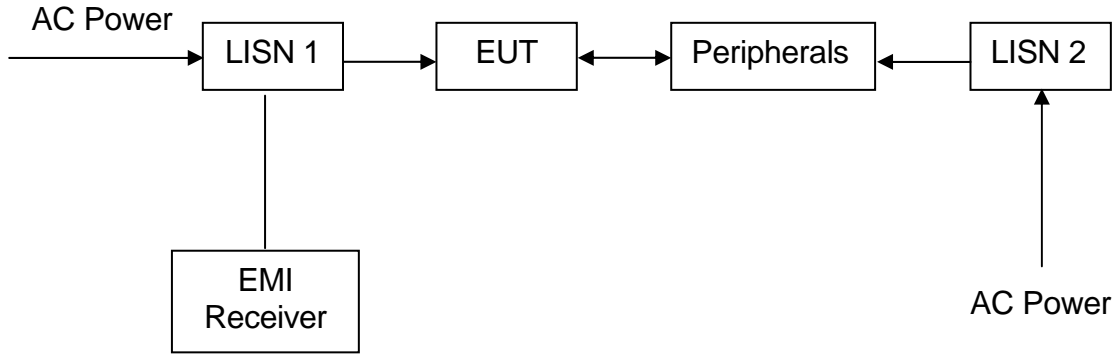 AC Power
LISN 1
EUT
Peripherals
LISN 2
EMI
Receiver
AC Power